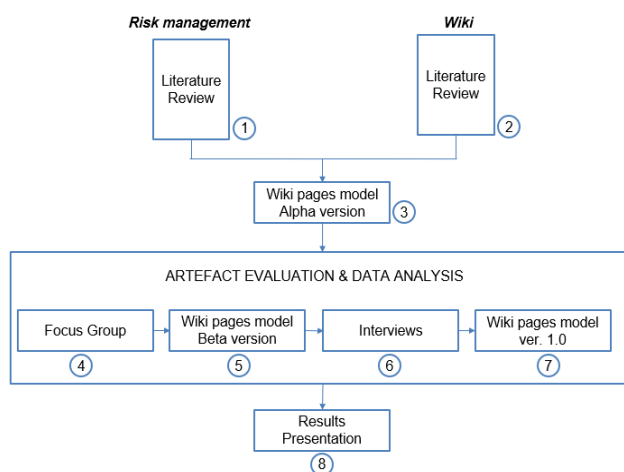 Risk management
Wiki
Literature
Review
1
Literature
Review
2
Wiki pages model
Alpha version
3
ARTEFACT EVALUATION & DATA ANALYSIS
Focus Group
4
Wiki pages model
Beta version
5
Interviews
6
Wiki pages model
ver. 1.0
7
Results
Presentation
8